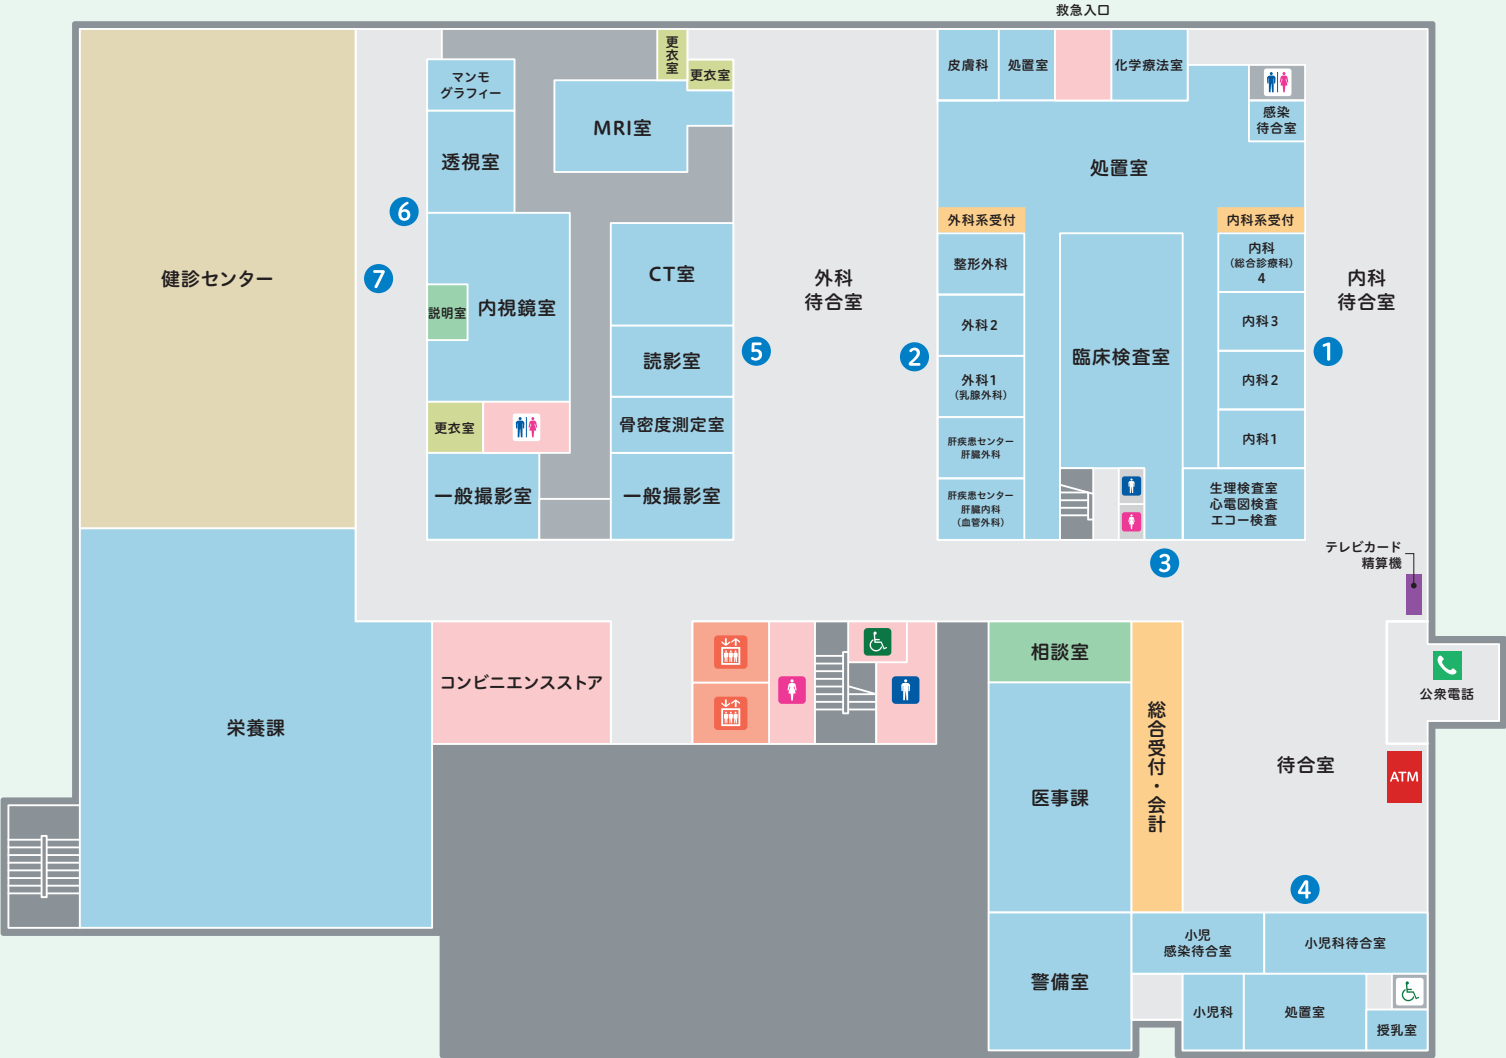 救急入口
更衣室
更衣室
マンモ
グラフィー
透視室
MRI室
皮膚科
処置室
化学療法室
感染
待合室
処置室
6
7
健診センター
説明室
内視鏡室
CT室
読影室
骨密度測定室
更衣室
一般撮影室
一般撮影室
5
外科
待合室
2
外科系受付
整形外科
外科2
外科1
(乳腺外科)
肝疾患センター
肝臓外科
肝疾患センター
肝臓内科
(血管外科)
臨床検査室
内科系受付
内科
(総合診療科)
4
内科3
内科2
内科1
生理検査室
心電図検査
エコー検査
内科
待合室
1
3
テレビカード
精算機
栄養課
コンビニエンスストア
相談室
医事課
総合受付・会計
待合室
公衆電話
ATM
4
警備室
小児
感染待合室
小児科待合室
小児科
処置室
授乳室